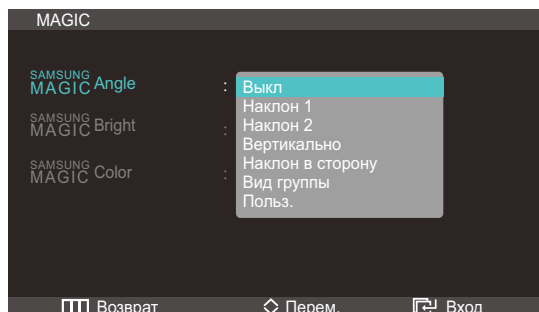 MAGIC
SAMSUNG MAGIC Angle :
Выкл
Наклон 1
Наклон 2
SAMSUNG MAGIC Bright :
Вертикально
Наклон в сторону
SAMSUNG MAGIC Color :
Вид группы
Польз.
Возврат Перем. Вход